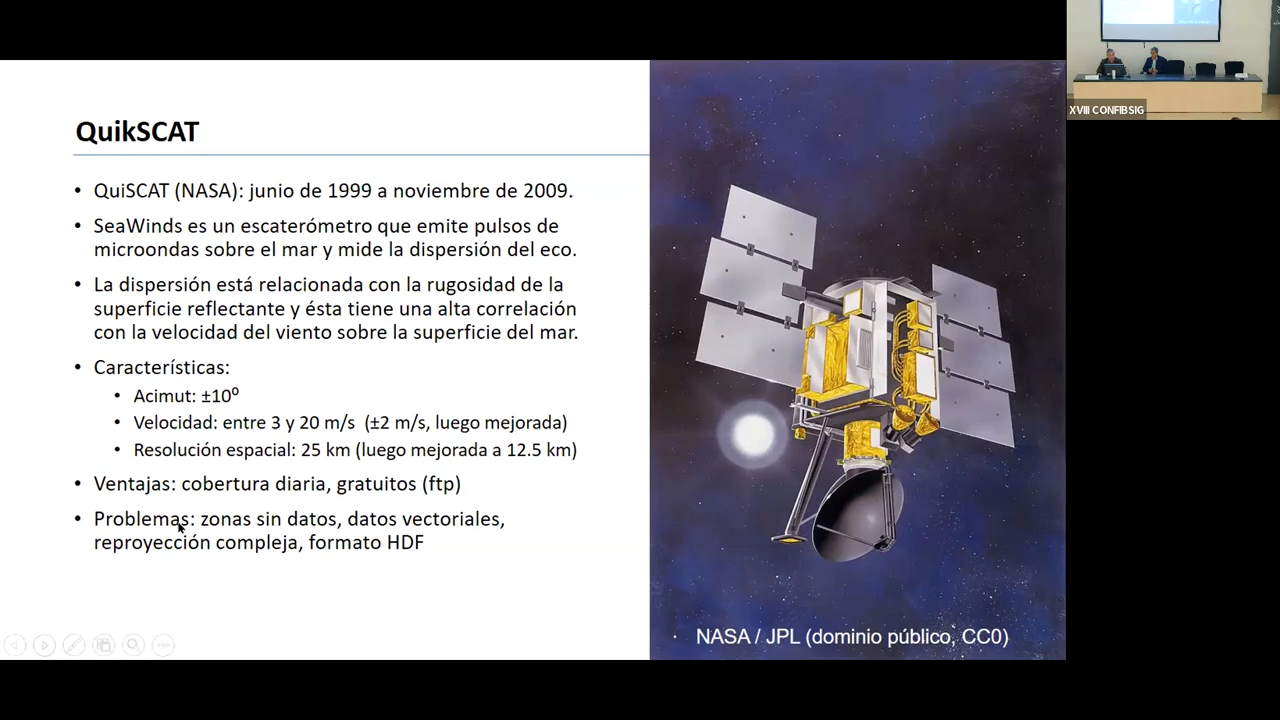 QuikSCAT
• QuiSCAT (NASA): junio de 1999 a noviembre de 2009.
• SeaWinds es un escaterómetro que emite pulsos de
microondas sobre el mar y mide la dispersión del eco.
• La dispersión está relacionada con la rugosidad de la
superficie reflectante y ésta tiene una alta correlación
con la velocidad del viento sobre la superficie del mar.
• Características:
• Acimut: ±10º
• Velocidad: entre 3 y 20 m/s (±2 m/s, luego mejorada)
• Resolución espacial: 25 km (luego mejorada a 12.5 km)
• Ventajas: cobertura diaria, gratuitos (ftp)
• Problemas: zonas sin datos, datos vectoriales,
reproyección compleja, formato HDF
NASA / JPL (dominio público, CC0)
XVIII CONFIBSIG